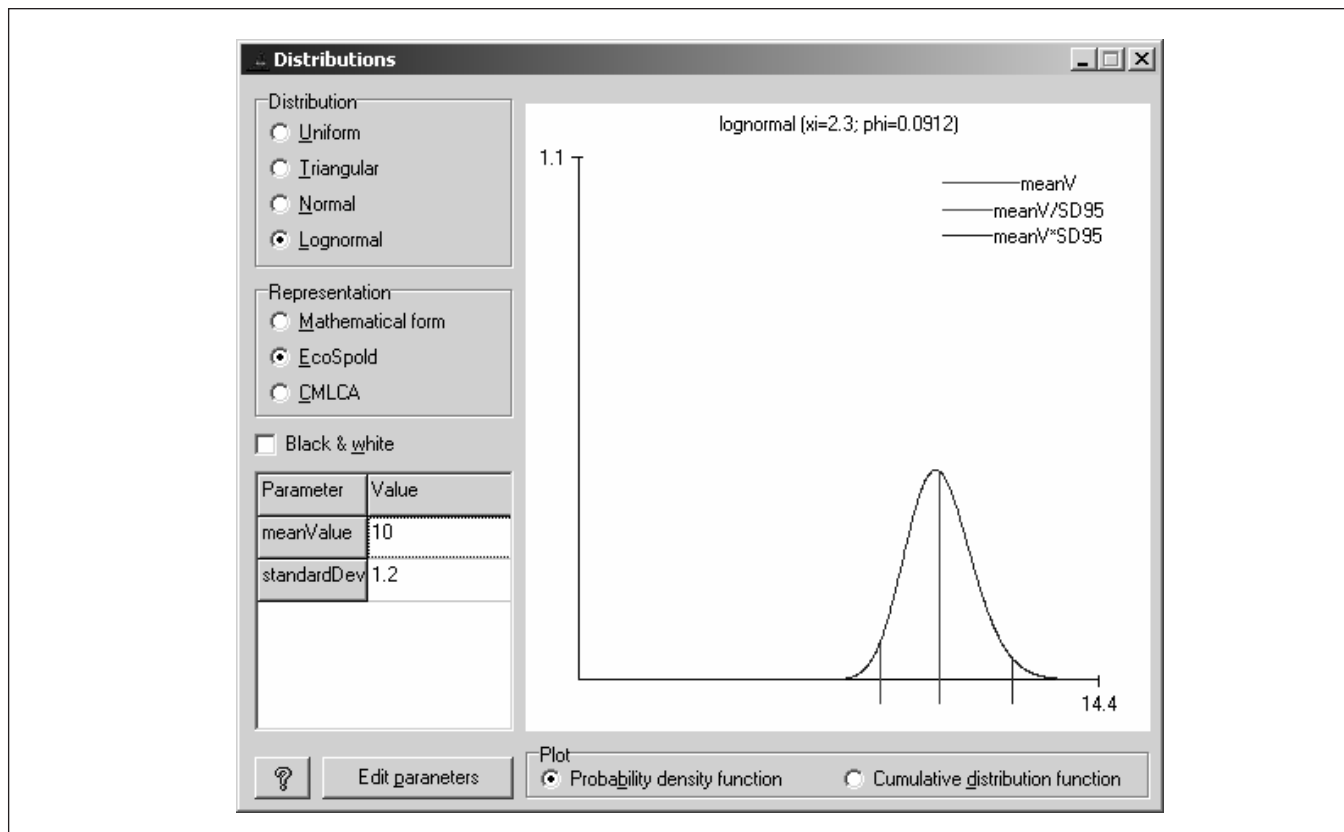 Distributions
Distribution
Uniform
Triangular
Normal
Lognormal
Representation
Mathematical form
EcoSpold
CMLCA
Black & white
Parameter Value
meanValue 10
standardDev 1.2
? Edit parameters
lognormal (xi=2.3; phi=0.0912)
1.1
meanV
meanV/SD95
meanV*SD95
14.4
Plot
Probability density function Cumulative distribution function